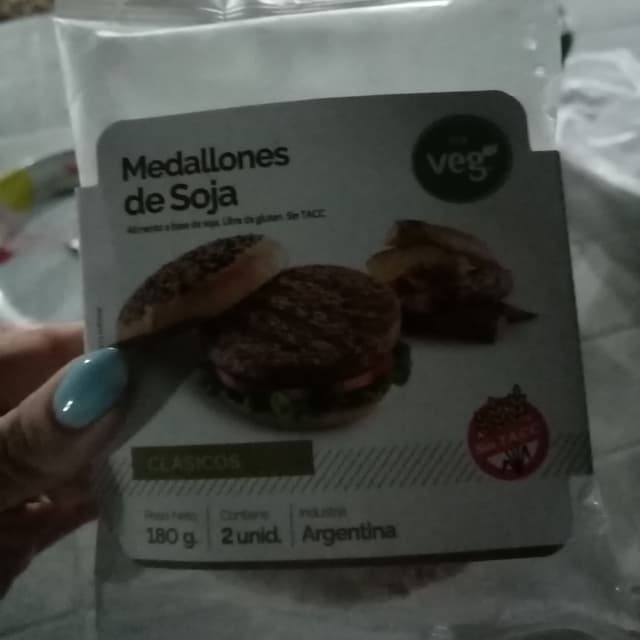 Medallones
de Soja
veg
Alimento a base de soja. Libre de gluten. Sin TACC
CLASICOS
Peso Neto
180 g
Contiene
2 unid.
Industria
Argentina